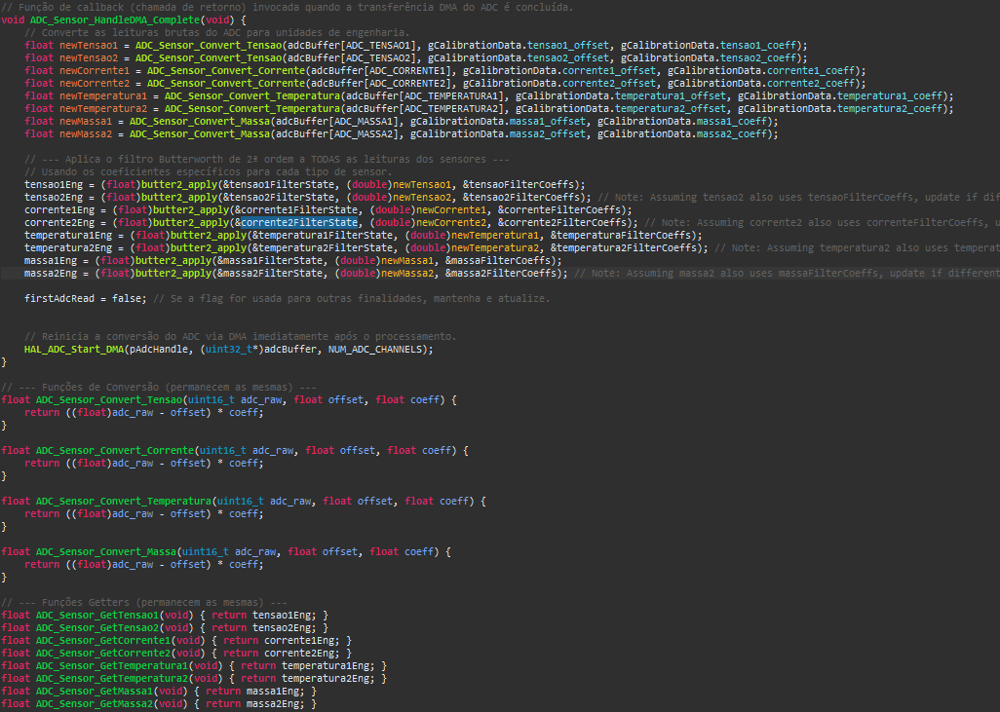 // Função de callback (chamada de retorno) invocada quando a transferência DMA do ADC é concluída.
void ADC_Sensor_HandleDMA_Complete(void) {
    // Converte as leituras brutas do ADC para unidades de engenharia.
    float newTensao1 = ADC_Sensor_Convert_Tensao(adcBuffer[ADC_TENSAO1], gCalibrationData.tensao1_offset, gCalibrationData.tensao1_coeff);
    float newTensao2 = ADC_Sensor_Convert_Tensao(adcBuffer[ADC_TENSAO2], gCalibrationData.tensao2_offset, gCalibrationData.tensao2_coeff);
    float newCorrente1 = ADC_Sensor_Convert_Corrente(adcBuffer[ADC_CORRENTE1], gCalibrationData.corrente1_offset, gCalibrationData.corrente1_coeff);
    float newCorrente2 = ADC_Sensor_Convert_Corrente(adcBuffer[ADC_CORRENTE2], gCalibrationData.corrente2_offset, gCalibrationData.corrente2_coeff);
    float newTemperatura1 = ADC_Sensor_Convert_Temperatura(adcBuffer[ADC_TEMPERATURA1], gCalibrationData.temperatura1_offset, gCalibrationData.temperatura1_coeff);
    float newTemperatura2 = ADC_Sensor_Convert_Temperatura(adcBuffer[ADC_TEMPERATURA2], gCalibrationData.temperatura2_offset, gCalibrationData.temperatura2_coeff);
    float newMassa1 = ADC_Sensor_Convert_Massa(adcBuffer[ADC_MASSA1], gCalibrationData.massa1_offset, gCalibrationData.massa1_coeff);
    float newMassa2 = ADC_Sensor_Convert_Massa(adcBuffer[ADC_MASSA2], gCalibrationData.massa2_offset, gCalibrationData.massa2_coeff);

    // --- Aplica o filtro Butterworth de 2ª ordem a TODAS as leituras dos sensores ---
    // Usando os coeficientes específicos para cada tipo de sensor.
    tensao1Eng = (float)butter2_apply(&tensao1FilterState, (double)newTensao1, &tensaoFilterCoeffs);
    tensao2Eng = (float)butter2_apply(&tensao2FilterState, (double)newTensao2, &tensao2FilterCoeffs); // Note: Assuming tensao2 also uses tensaoFilterCoeffs, update if dif
    corrente1Eng = (float)butter2_apply(&corrente1FilterState, (double)newCorrente1, &correnteFilterCoeffs);
    corrente2Eng = (float)butter2_apply(&corrente2FilterState, (double)newCorrente2, &corrente2FilterCoeffs); // Note: Assuming corrente2 also uses correnteFilterCoeffs, u
    temperatura1Eng = (float)butter2_apply(&temperatura1FilterState, (double)newTemperatura1, &temperaturaFilterCoeffs);
    temperatura2Eng = (float)butter2_apply(&temperatura2FilterState, (double)newTemperatura2, &temperatura2FilterCoeffs); // Note: Assuming temperatura2 also uses temperat
    massa1Eng = (float)butter2_apply(&massa1FilterState, (double)newMassa1, &massaFilterCoeffs);
    massa2Eng = (float)butter2_apply(&massa2FilterState, (double)newMassa2, &massa2FilterCoeffs); // Note: Assuming massa2 also uses massaFilterCoeffs, update if different

    firstAdcRead = false; // Se a flag for usada para outras finalidades, mantenha e atualize.

    // Reinicia a conversão do ADC via DMA imediatamente após o processamento.
    HAL_ADC_Start_DMA(pAdcHandle, (uint32_t*)adcBuffer, NUM_ADC_CHANNELS);
}

// --- Funções de Conversão (permanecem as mesmas) ---
float ADC_Sensor_Convert_Tensao(uint16_t adc_raw, float offset, float coeff) {
    return ((float)adc_raw - offset) * coeff;
}

float ADC_Sensor_Convert_Corrente(uint16_t adc_raw, float offset, float coeff) {
    return ((float)adc_raw - offset) * coeff;
}

float ADC_Sensor_Convert_Temperatura(uint16_t adc_raw, float offset, float coeff) {
    return ((float)adc_raw - offset) * coeff;
}

float ADC_Sensor_Convert_Massa(uint16_t adc_raw, float offset, float coeff) {
    return ((float)adc_raw - offset) * coeff;
}

// --- Funções Getters (permanecem as mesmas) ---
float ADC_Sensor_GetTensao1(void) { return tensao1Eng; }
float ADC_Sensor_GetTensao2(void) { return tensao2Eng; }
float ADC_Sensor_GetCorrente1(void) { return corrente1Eng; }
float ADC_Sensor_GetCorrente2(void) { return corrente2Eng; }
float ADC_Sensor_GetTemperatura1(void) { return temperatura1Eng; }
float ADC_Sensor_GetTemperatura2(void) { return temperatura2Eng; }
float ADC_Sensor_GetMassa1(void) { return massa1Eng; }
float ADC_Sensor_GetMassa2(void) { return massa2Eng; }